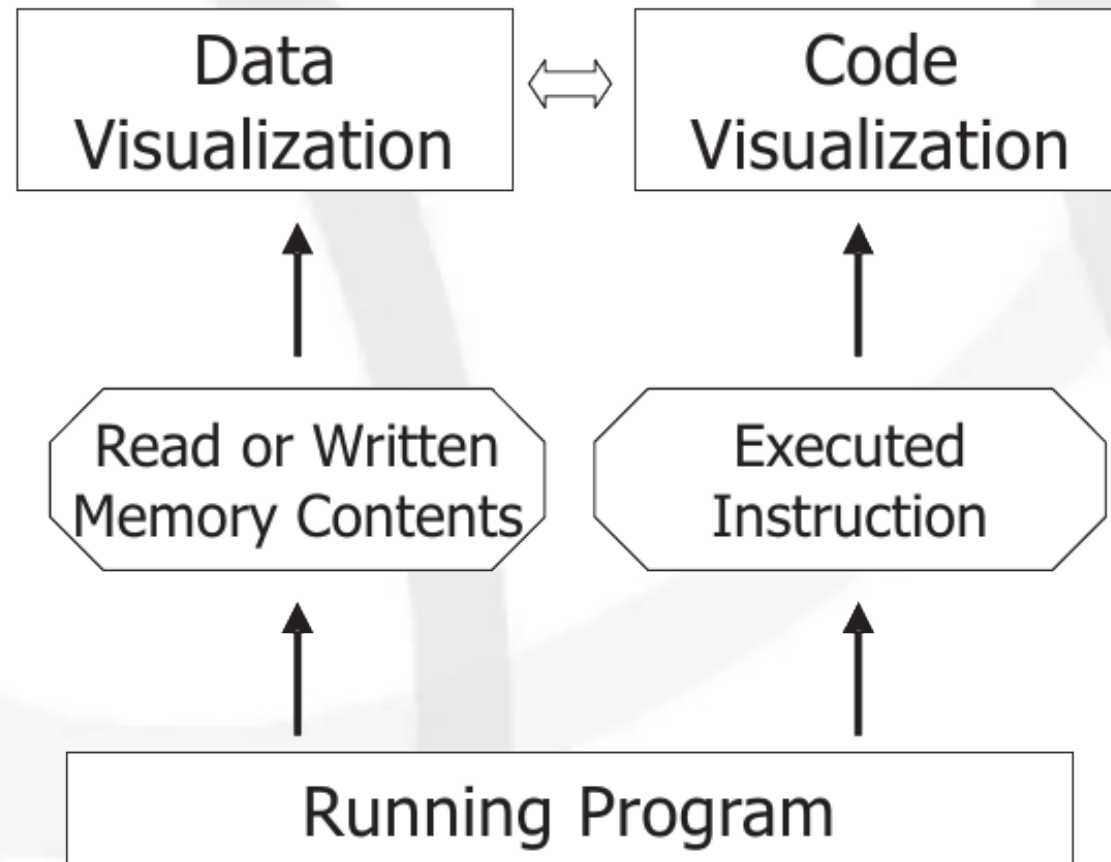 Data
Visualization
Code
Visualization
Read or Written
Memory Contents
Executed
Instruction
Running Program